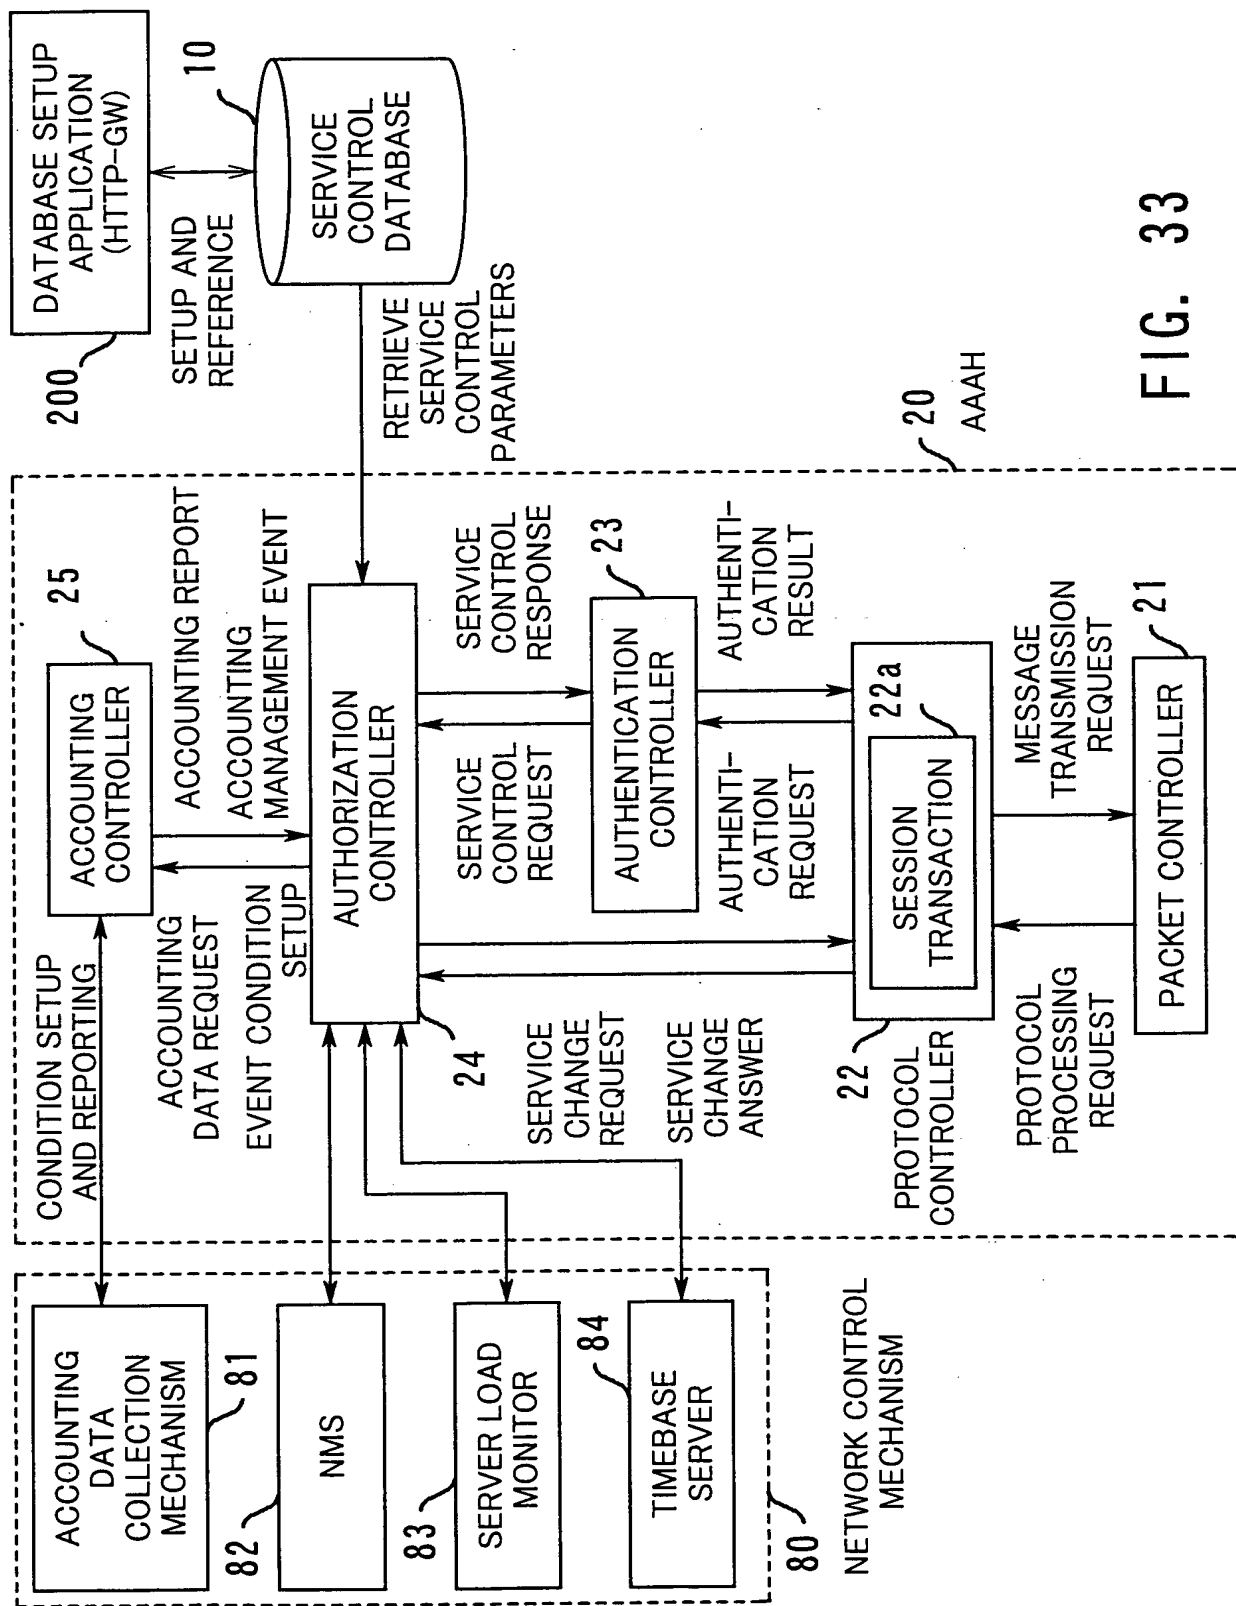 ACCOUNTING
DATA
COLLECTION
MECHANISM
81
NMS
82
SERVER LOAD
MONITOR
83
TIMEBASE
SERVER
84
80
NETWORK CONTROL
MECHANISM
CONDITION SETUP
AND REPORTING
ACCOUNTING
CONTROLLER
25
ACCOUNTING
DATA REQUEST
EVENT CONDITION
SETUP
ACCOUNTING REPORT
ACCOUNTING
MANAGEMENT EVENT
AUTHORIZATION
CONTROLLER
24
SERVICE
CHANGE
REQUEST
SERVICE
CHANGE
ANSWER
SERVICE
CONTROL
REQUEST
SERVICE
CONTROL
RESPONSE
AUTHENTICATION
CONTROLLER
23
AUTHENTI-
CATION
REQUEST
AUTHENTI-
CATION
RESULT
22
PROTOCOL
CONTROLLER
SESSION
TRANSACTION
22a
PROTOCOL
PROCESSING
REQUEST
MESSAGE
TRANSMISSION
REQUEST
PACKET CONTROLLER
21
20
AAAH
DATABASE SETUP
APPLICATION
(HTTP-GW)
200
SETUP AND
REFERENCE
10
SERVICE
CONTROL
DATABASE
RETRIEVE
SERVICE
CONTROL
PARAMETERS
FIG. 33